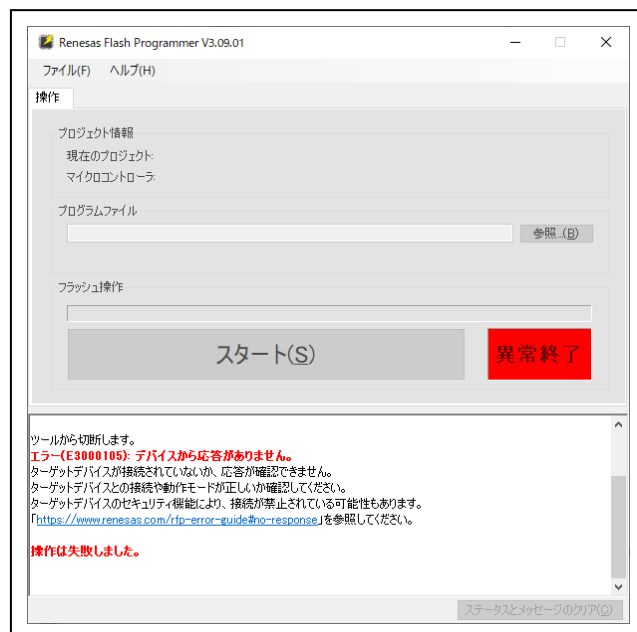 Renesas Flash Programmer V3.09.01
ファイル(F) ヘルプ(H)
操作
プロジェクト情報
現在のプロジェクト:
マイクロコントローラ:
プログラムファイル
参照...(B)
フラッシュ操作
スタート(S)
異常終了
ツールから切断します。
エラー(E3000105): デバイスから応答がありません。
ターゲットデバイスが接続されていないか、応答が確認できません。
ターゲットデバイスとの接続や動作モードが正しいか確認してください。
ターゲットデバイスのセキュリティ機能により、接続が禁止されている可能性もあります。
「https://www.renesas.com/rfp-error-guide#no-response」を参照してください。
操作は失敗しました。
ステータスとメッセージのクリア(C)